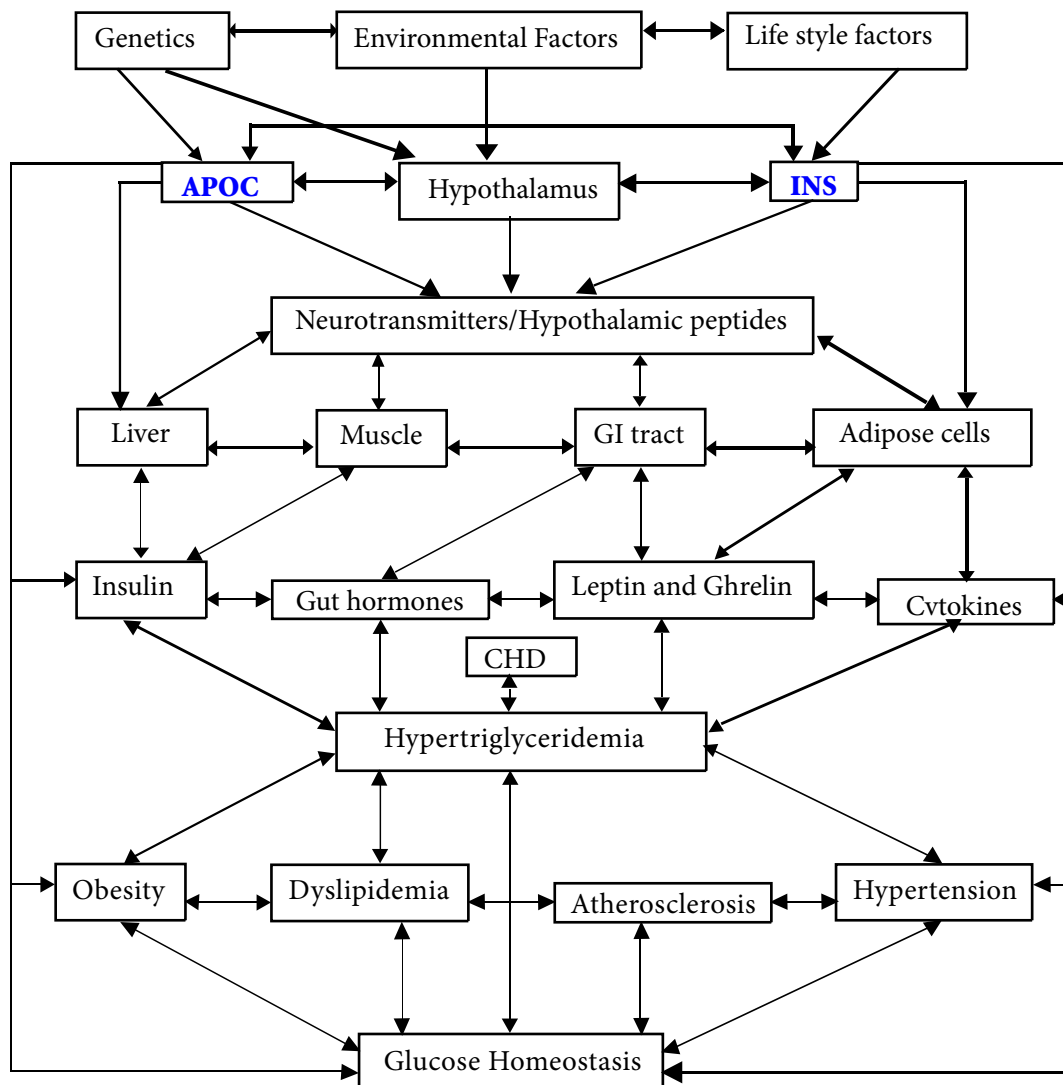 Genetics
Environmental Factors
Life style factors
APOC
Hypothalamus
INS
Neurotransmitters/Hypothalamic peptides
Liver
Muscle
GI tract
Adipose cells
Insulin
Gut hormones
Leptin and Ghrelin
Cvtokines
CHD
Hypertriglyceridemia
Obesity
Dyslipidemia
Atherosclerosis
Hypertension
Glucose Homeostasis